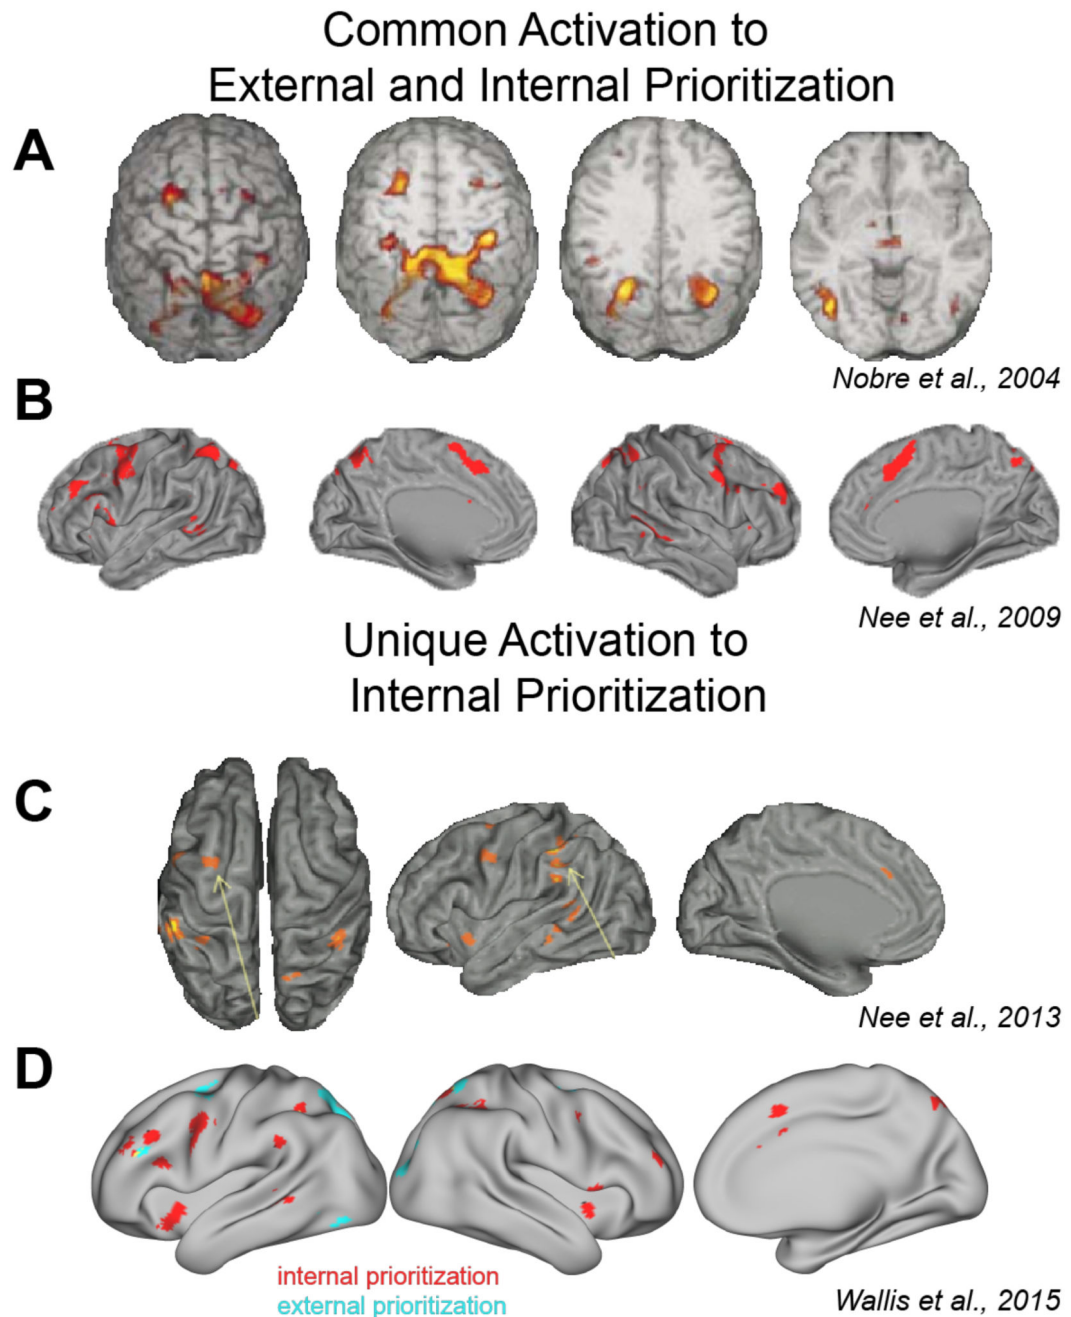 Common Activation to
External and Internal Prioritization
A
Nobre et al., 2004
B
Nee et al., 2009
Unique Activation to
Internal Prioritization
C
Nee et al., 2013
D
internal prioritization
external prioritization
Wallis et al., 2015